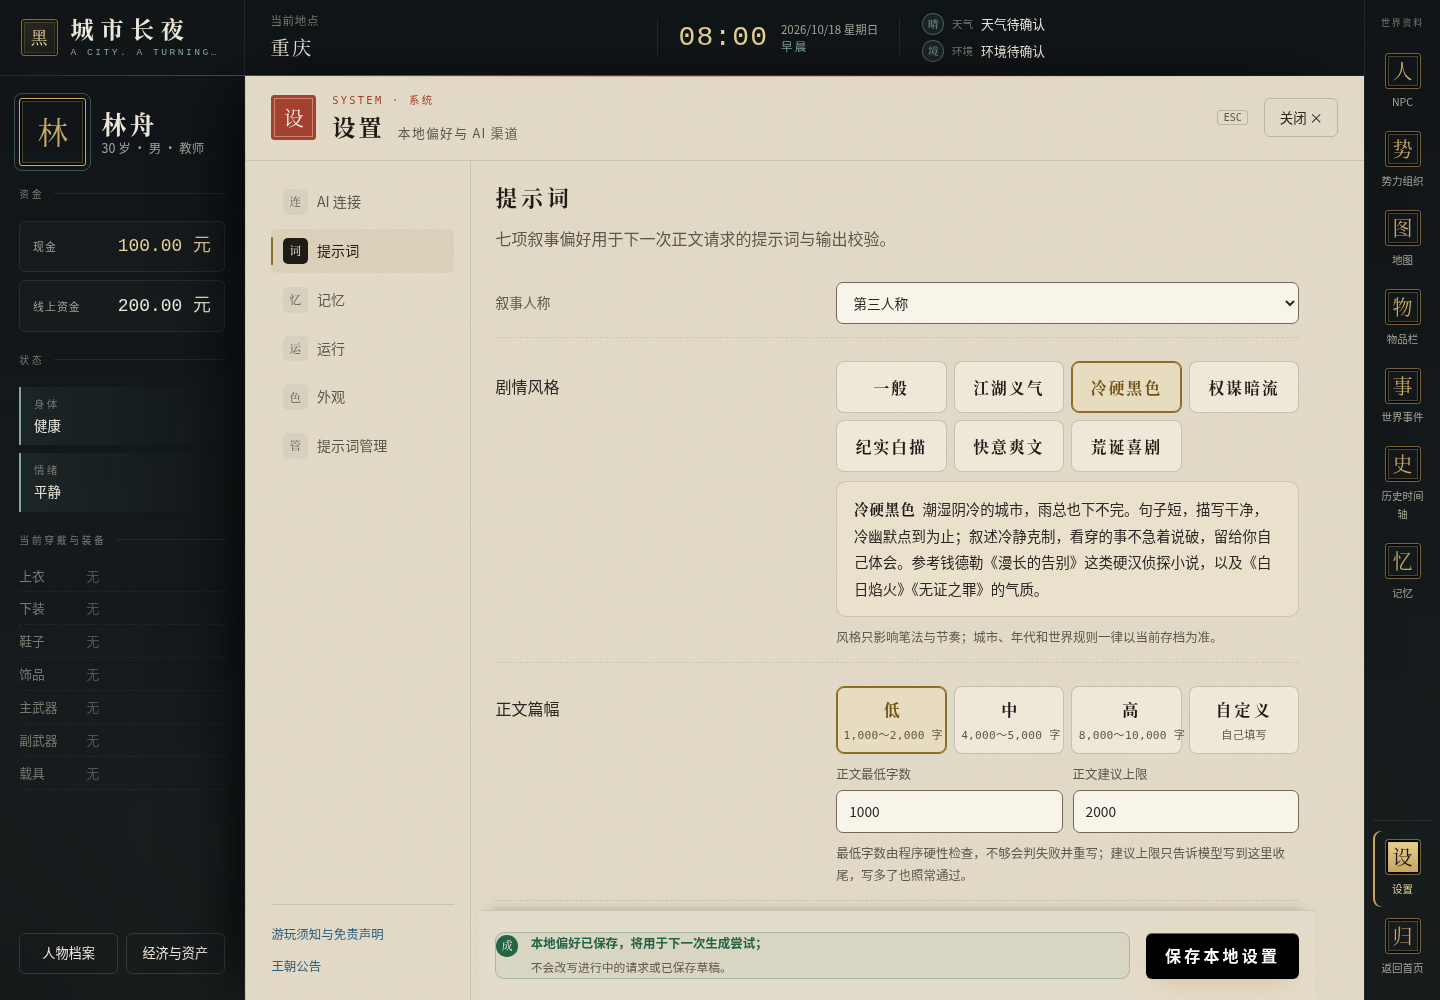 黑
城市长夜
A CITY. A TURNING…
当前地点
重庆
08:00
2026/10/18 星期日
早晨
晴 天气 天气待确认
境 环境 环境待确认
林
林舟
30 岁 • 男 • 教师
资金
现金 100.00 元
线上资金 200.00 元
状态
身体
健康
情绪
平静
当前穿戴与装备
上衣 无
下装 无
鞋子 无
饰品 无
主武器 无
副武器 无
载具 无
人物档案
经济与资产
设
SYSTEM · 系统
设置 本地偏好与 AI 渠道
ESC
关闭 ×
连 AI 连接
词 提示词
忆 记忆
运 运行
色 外观
管 提示词管理
游玩须知与免责声明
王朝公告
提示词
七项叙事偏好用于下一次正文请求的提示词与输出校验。
叙事人称
第三人称
剧情风格
一般 江湖义气 冷硬黑色 权谋暗流
纪实白描 快意爽文 荒诞喜剧
冷硬黑色 潮湿阴冷的城市，雨总也下不完。句子短，描写干净，
冷幽默点到为止；叙述冷静克制，看穿的事不急着说破，留给你自
己体会。参考钱德勒《漫长的告别》这类硬汉侦探小说，以及《白
日焰火》《无证之罪》的气质。
风格只影响笔法与节奏；城市、年代和世界规则一律以当前存档为准。
正文篇幅
低 中 高 自定义
1,000～2,000 字 4,000～5,000 字 8,000～10,000 字 自己填写
正文最低字数 正文建议上限
1000 2000
最低字数由程序硬性检查，不够会判失败并重写；建议上限只告诉模型写到这里收
尾，写多了也照常通过。
成 本地偏好已保存，将用于下一次生成尝试；
不会改写进行中的请求或已保存草稿。
保存本地设置
世界资料
人
NPC
势
势力组织
图
地图
物
物品栏
事
世界事件
史
历史时间
轴
忆
记忆
设
设置
归
返回首页